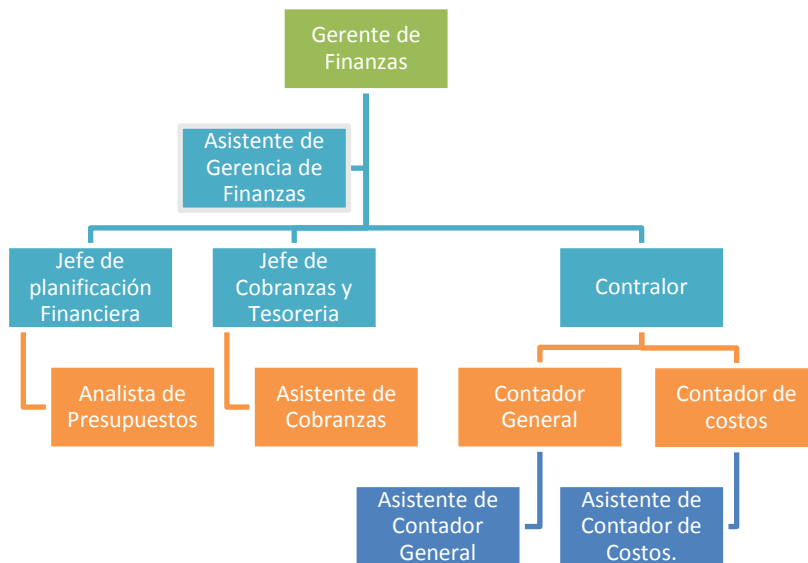 Gerente de
Finanzas
Asistente de
Gerencia de
Finanzas
Jefe de
planificación
Financiera
Jefe de
Cobranzas y
Tesoreria
Contralor
Analista de
Presupuestos
Asistente de
Cobranzas
Contador
General
Contador de
costos
Asistente de
Contador
General
Asistente de
Contador de
Costos.